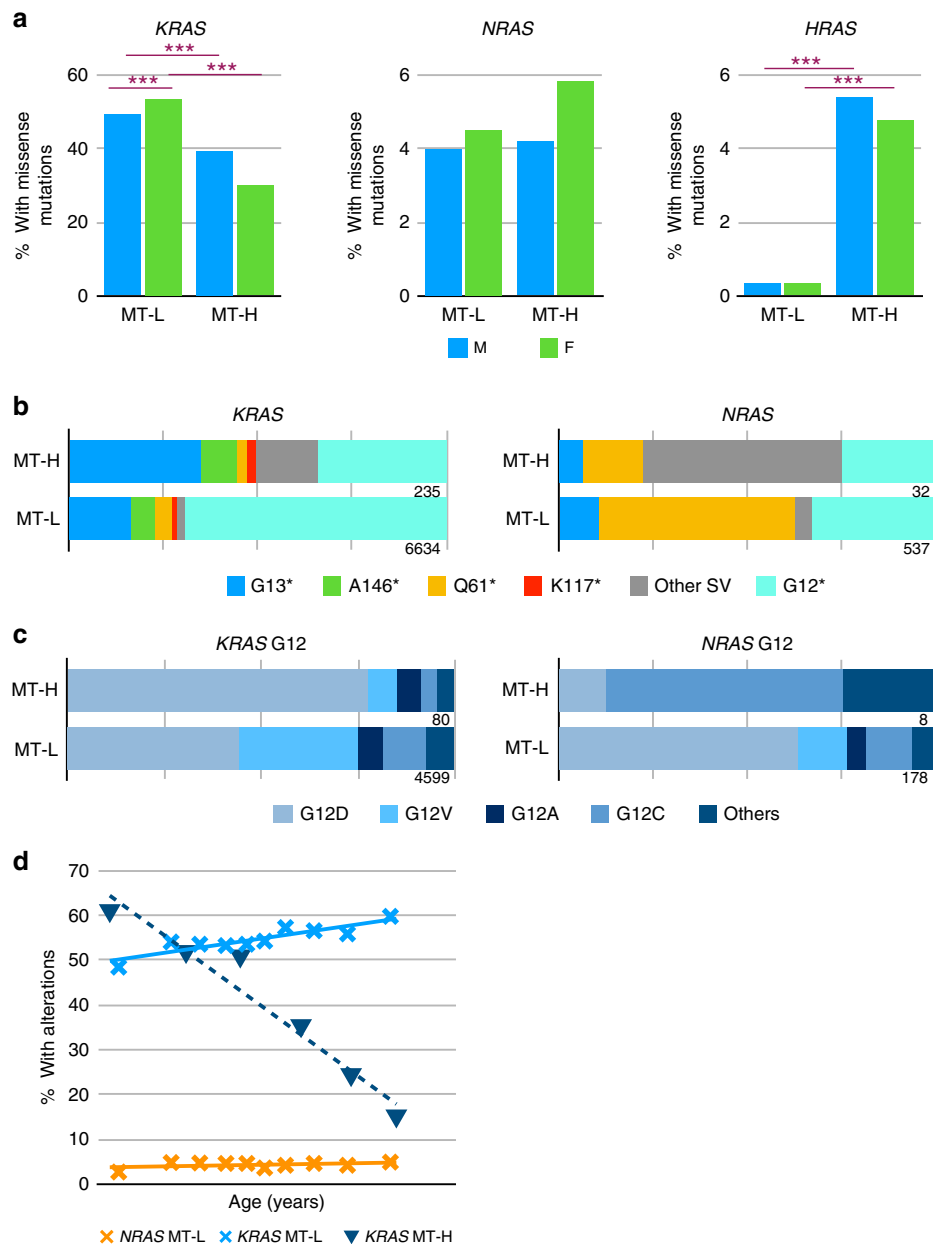 a
KRAS
NRAS
HRAS
***
***
***
***
***
% With missense mutations
60
40
20
0
MT-L
MT-H
% With missense mutations
6
4
2
0
MT-L
MT-H
% With missense mutations
6
4
2
0
MT-L
MT-H
M
F
b
KRAS
NRAS
MT-H
235
MT-L
6634
MT-H
32
MT-L
537
G13*
A146*
Q61*
K117*
Other SV
G12*
c
KRAS G12
NRAS G12
MT-H
80
MT-L
4599
MT-H
8
MT-L
178
G12D
G12V
G12A
G12C
Others
d
% With alterations
70
60
50
40
30
20
10
0
Age (years)
NRAS MT-L
KRAS MT-L
KRAS MT-H